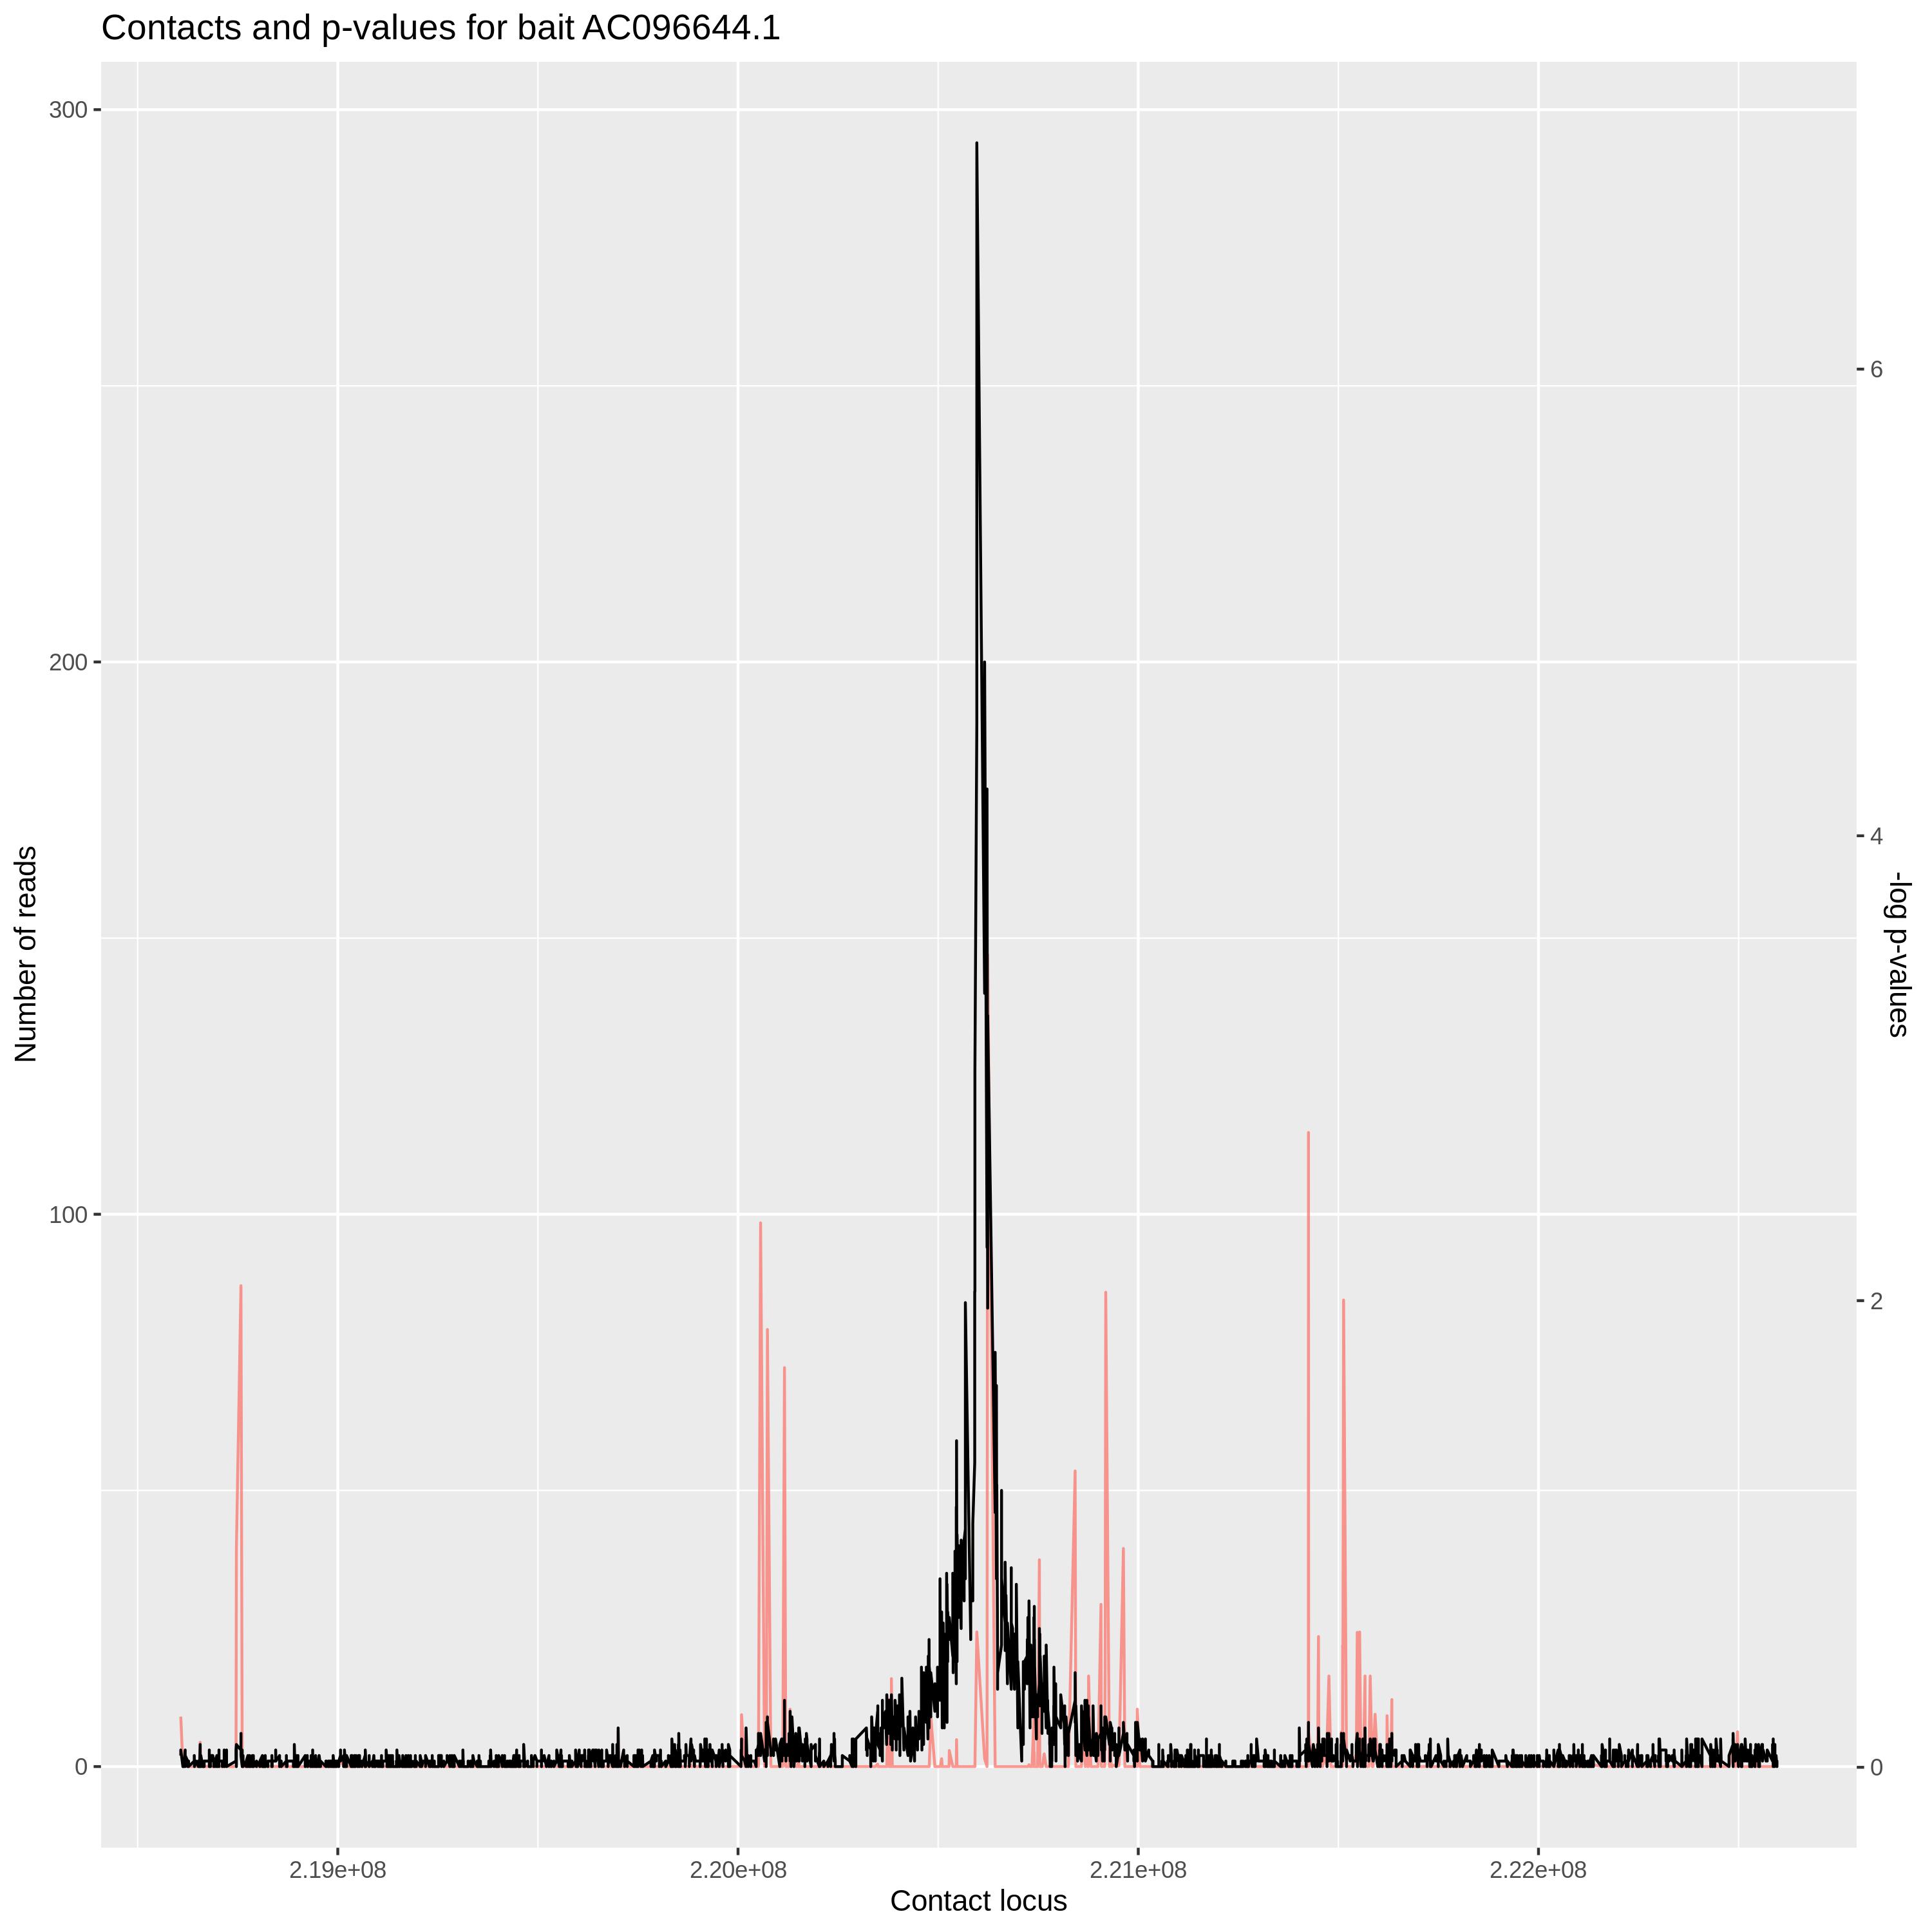 Contacts and p-values for bait AC096644.1
300
200
100
0
Number of reads
6
4
2
0
-log p-values
2.19e+08 2.20e+08 2.21e+08 2.22e+08
Contact locus